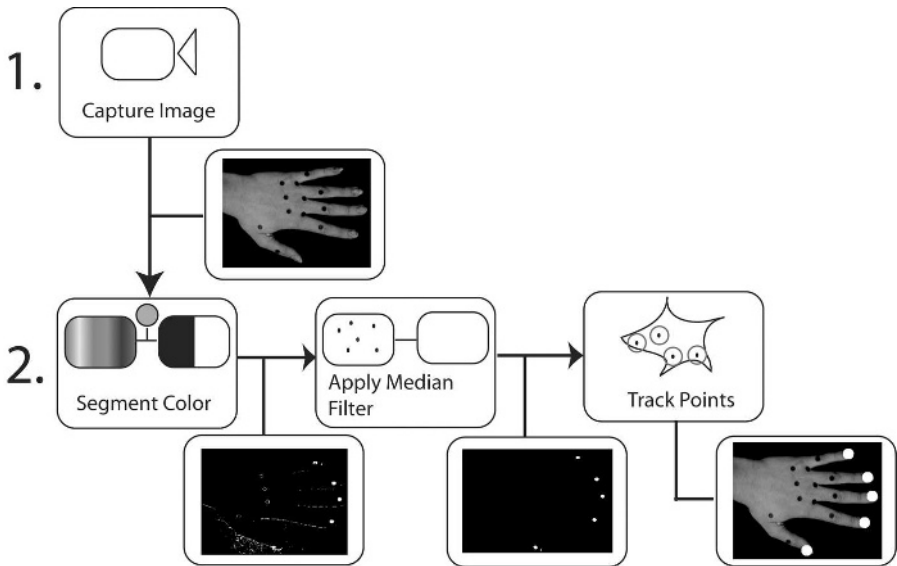 1.
Capture Image
2.
Segment Color
Apply Median
Filter
Track Points